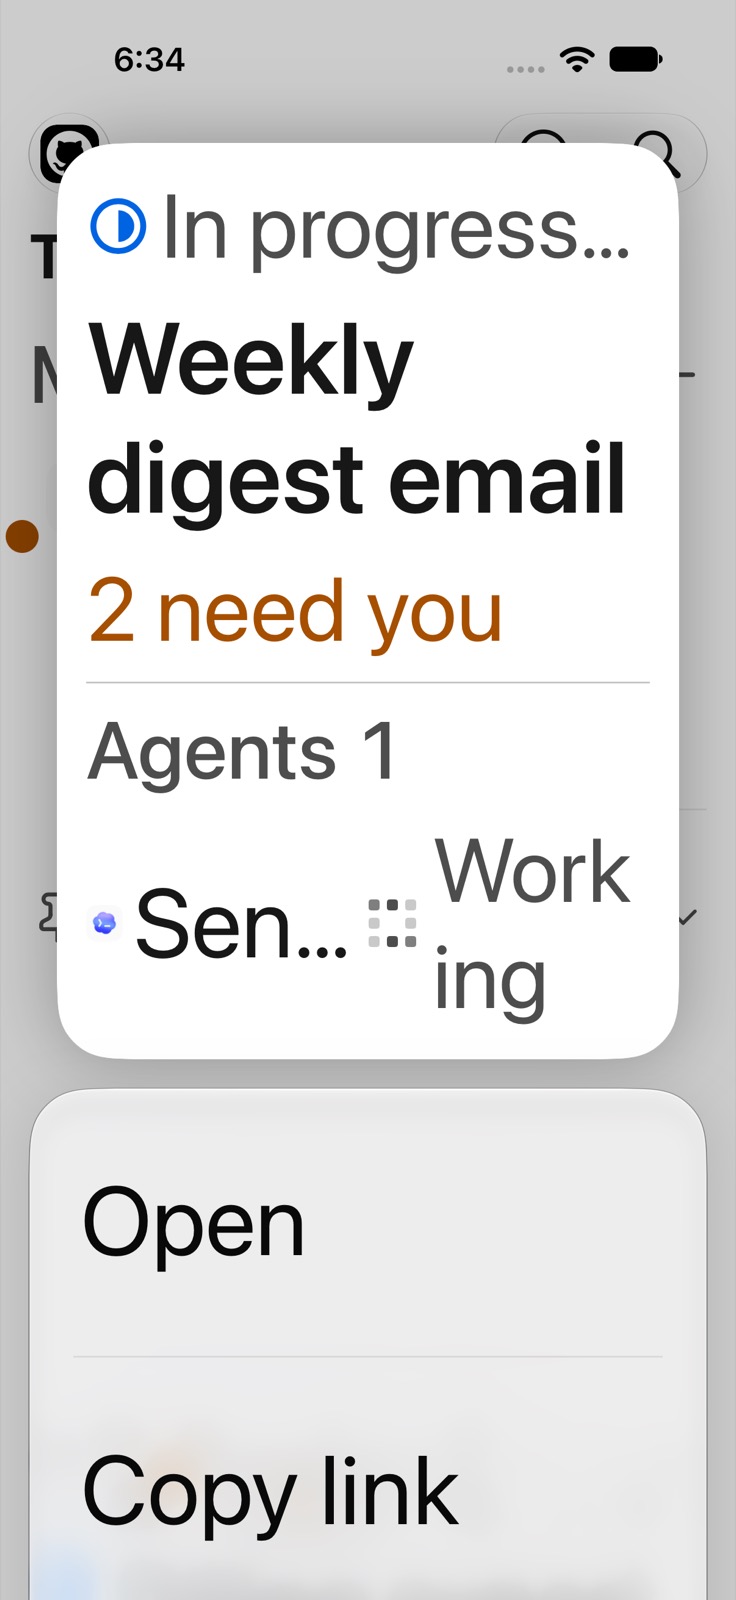 6:34
In progress...
Weekly
digest email
2 need you
Agents 1
Sen...
Work
ing
Open
Copy link